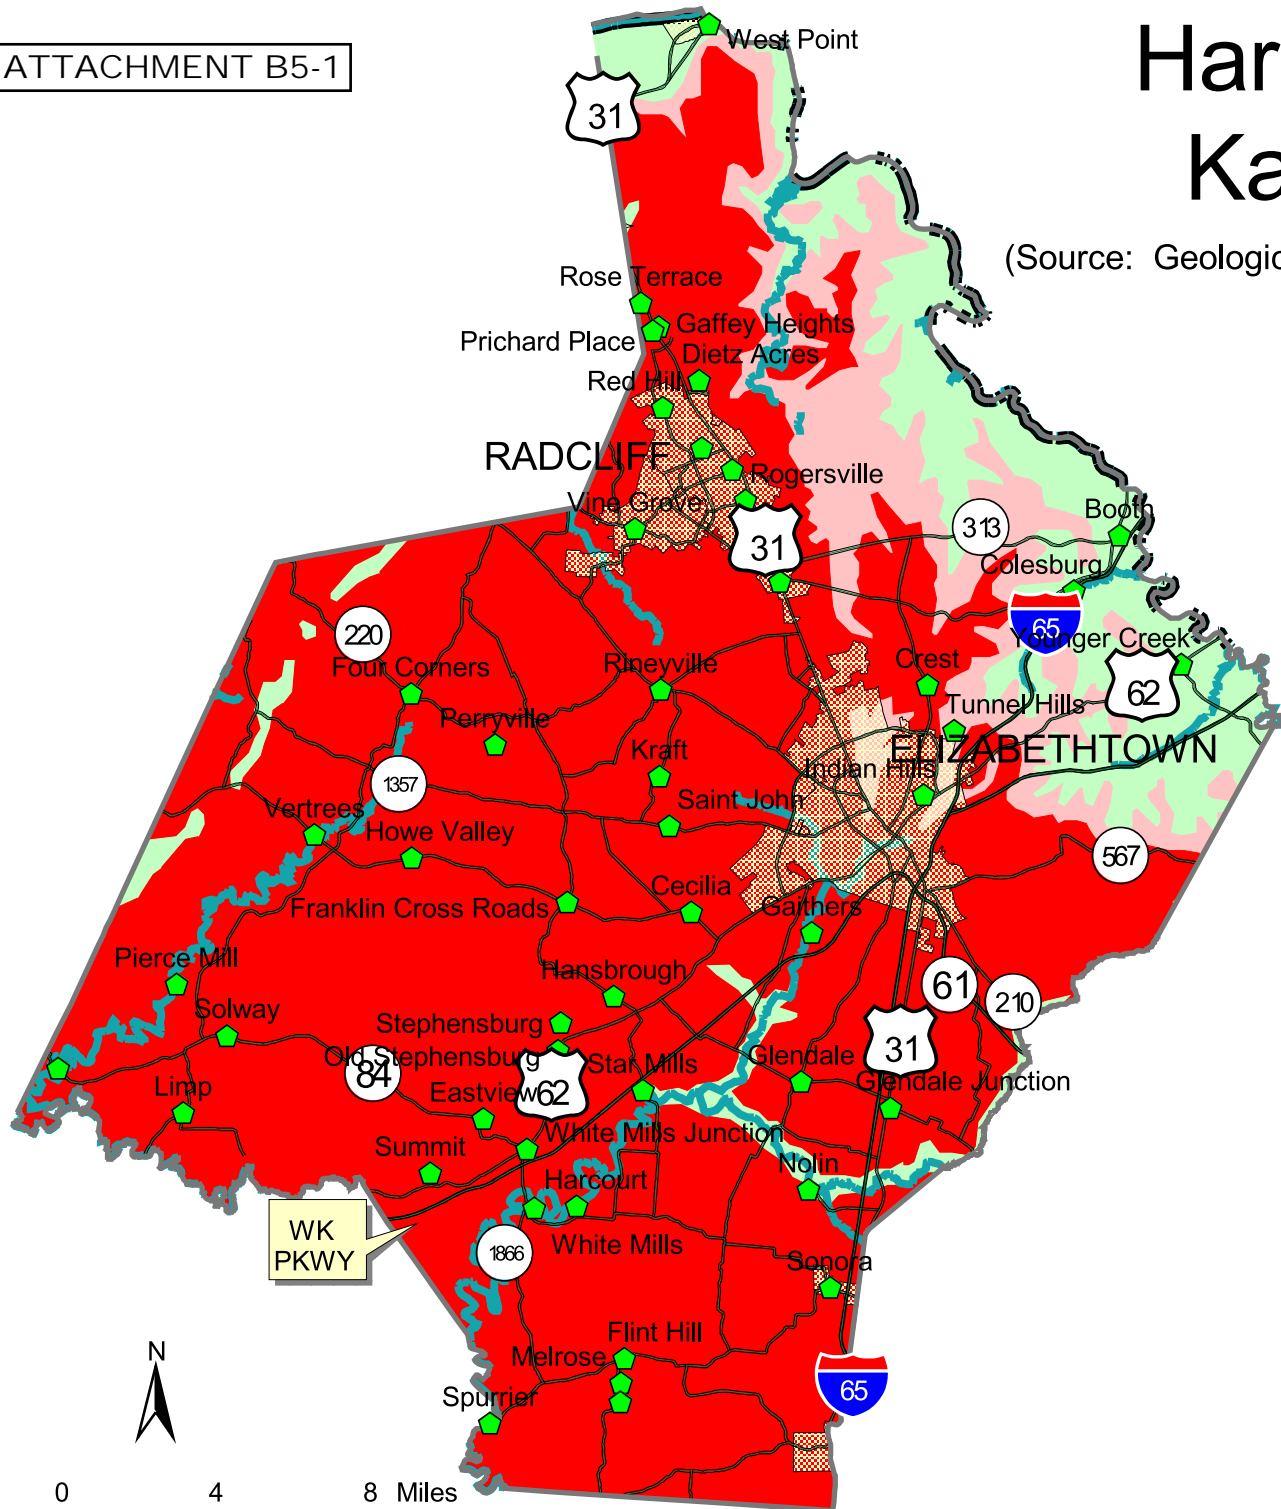 ATTACHMENT B5-1
Har
Ka
(Source: Geologic
West Point
31
Rose Terrace
Gaffey Heights
Prichard Place
Dietz Acres
Red Hill
RADCLIFF
Rogersville
Vine Grove
31
313
Booth
Colesburg
65
220
Younger Creek
Four Corners
Rineyville
Crest
62
Perryville
Tunnel Hills
ELIZABETHTOWN
Kraft
Indian Hills
1357
Saint John
Vertrees
Howe Valley
567
Cecilia
Franklin Cross Roads
Gaithers
Pierce Mill
Hansbrough
61
210
Solway
Stephensburg
31
Old Stephensburg
Star Mills
Glendale
84
62
Glendale Junction
Limp
Eastview
White Mills Junction
Summit
Nolin
Harcourt
WK
PKWY
White Mills
1866
Sonora
Flint Hill
Melrose
65
Spurrier
N
0 4 8 Miles